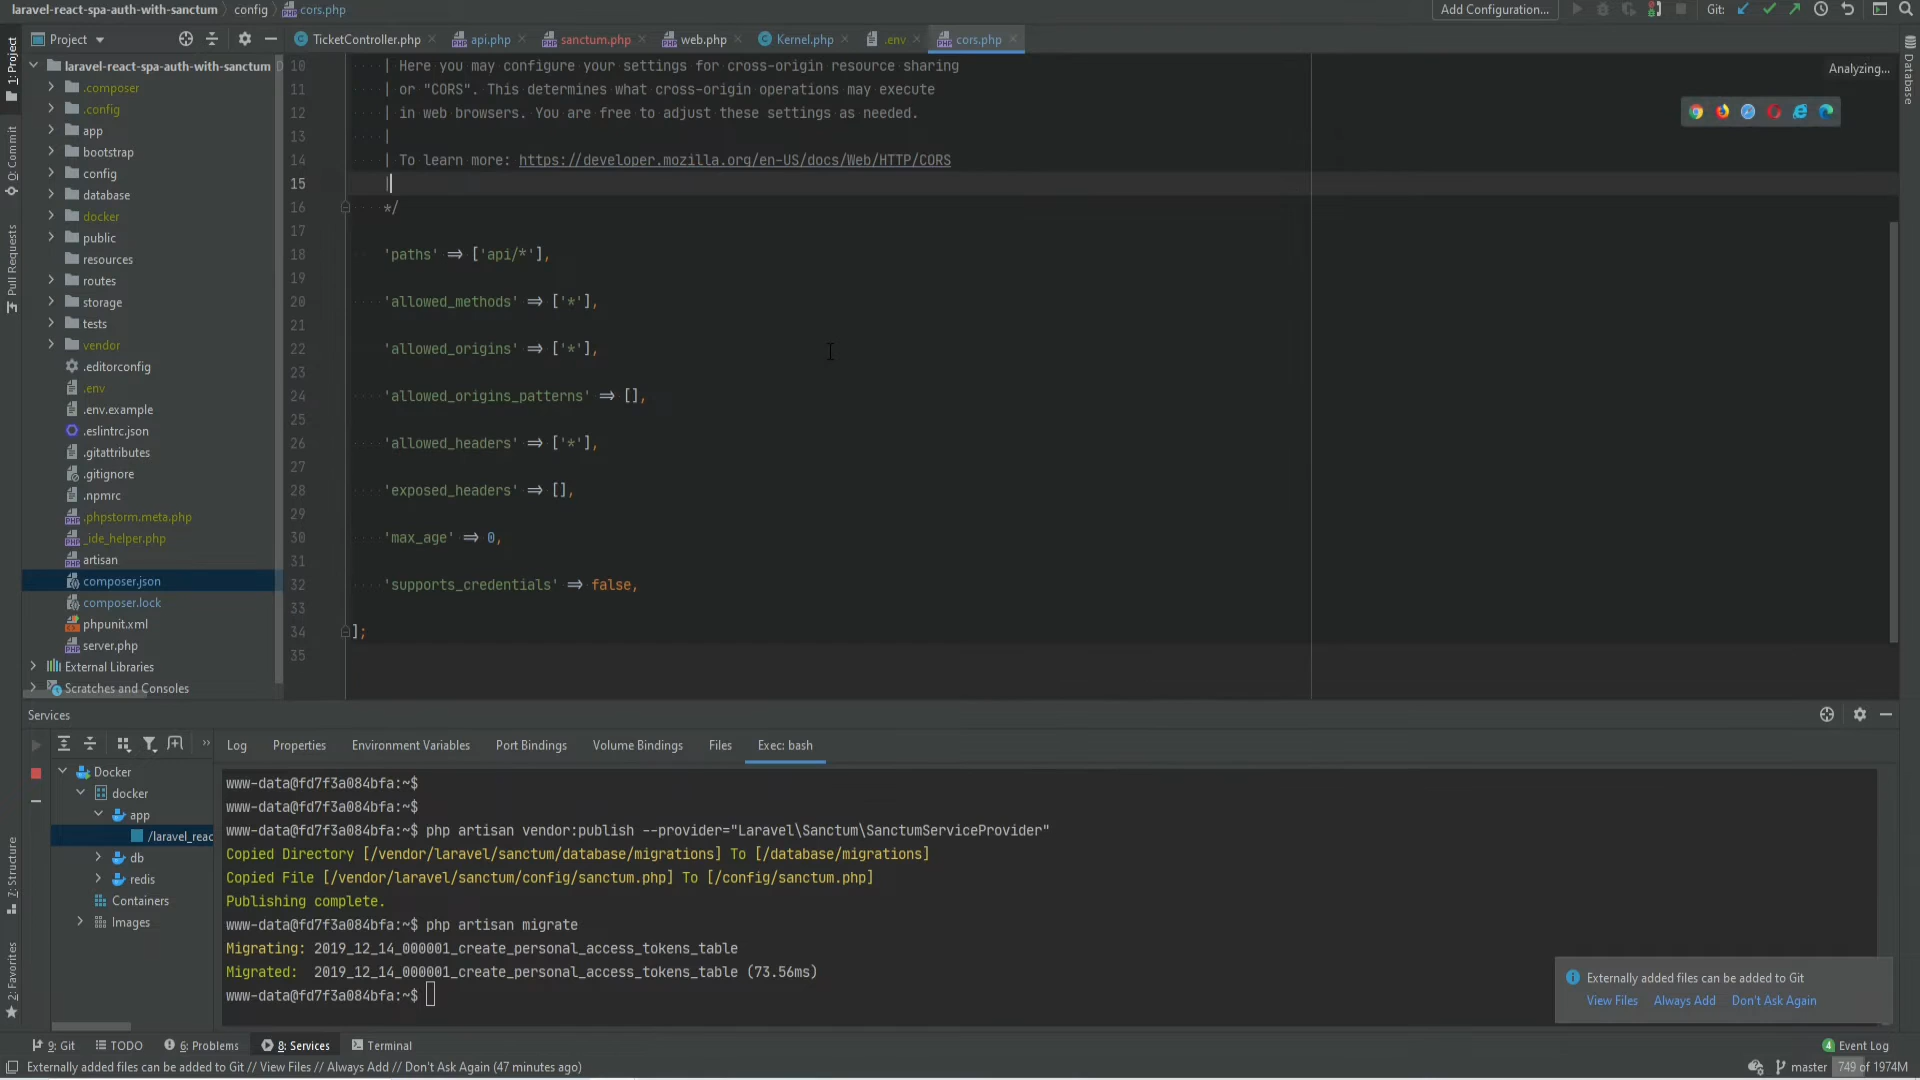 laravel-react-spa-auth-with-sanctum config cors.php
Add Configuration... Git:
Project
TicketController.php api.php sanctum.php web.php Kernel.php .env cors.php
1: Project
0: Commit
Pull Requests
Z: Structure
2: Favorites
Database
laravel-react-spa-auth-with-sanctum D
.composer
.config
app
bootstrap
config
database
docker
public
resources
routes
storage
tests
vendor
.editorconfig
.env
.env.example
.eslintrc.json
.gitattributes
.gitignore
.npmrc
.phpstorm.meta.php
_ide_helper.php
artisan
composer.json
composer.lock
phpunit.xml
server.php
External Libraries
Scratches and Consoles
Analyzing...
10 | Here you may configure your settings for cross-origin resource sharing
11 | or "CORS". This determines what cross-origin operations may execute
12 | in web browsers. You are free to adjust these settings as needed.
13 |
14 | To learn more: https://developer.mozilla.org/en-US/docs/Web/HTTP/CORS
15 |
16 */
17
18 'paths' => ['api/*'],
19
20 'allowed_methods' => ['*'],
21
22 'allowed_origins' => ['*'],
23
24 'allowed_origins_patterns' => [],
25
26 'allowed_headers' => ['*'],
27
28 'exposed_headers' => [],
29
30 'max_age' => 0,
31
32 'supports_credentials' => false,
33
34 ];
35
Services
Log Properties Environment Variables Port Bindings Volume Bindings Files Exec: bash
Docker
docker
app
/laravel_reac
db
redis
Containers
Images
www-data@fd7f3a084bfa:~$
www-data@fd7f3a084bfa:~$
www-data@fd7f3a084bfa:~$ php artisan vendor:publish --provider="Laravel\Sanctum\SanctumServiceProvider"
Copied Directory [/vendor/laravel/sanctum/database/migrations] To [/database/migrations]
Copied File [/vendor/laravel/sanctum/config/sanctum.php] To [/config/sanctum.php]
Publishing complete.
www-data@fd7f3a084bfa:~$ php artisan migrate
Migrating: 2019_12_14_000001_create_personal_access_tokens_table
Migrated:  2019_12_14_000001_create_personal_access_tokens_table (73.56ms)
www-data@fd7f3a084bfa:~$
Externally added files can be added to Git
View Files Always Add Don't Ask Again
9: Git TODO 6: Problems 8: Services Terminal 4 Event Log
Externally added files can be added to Git // View Files // Always Add // Don't Ask Again (47 minutes ago) master 749 of 1974M